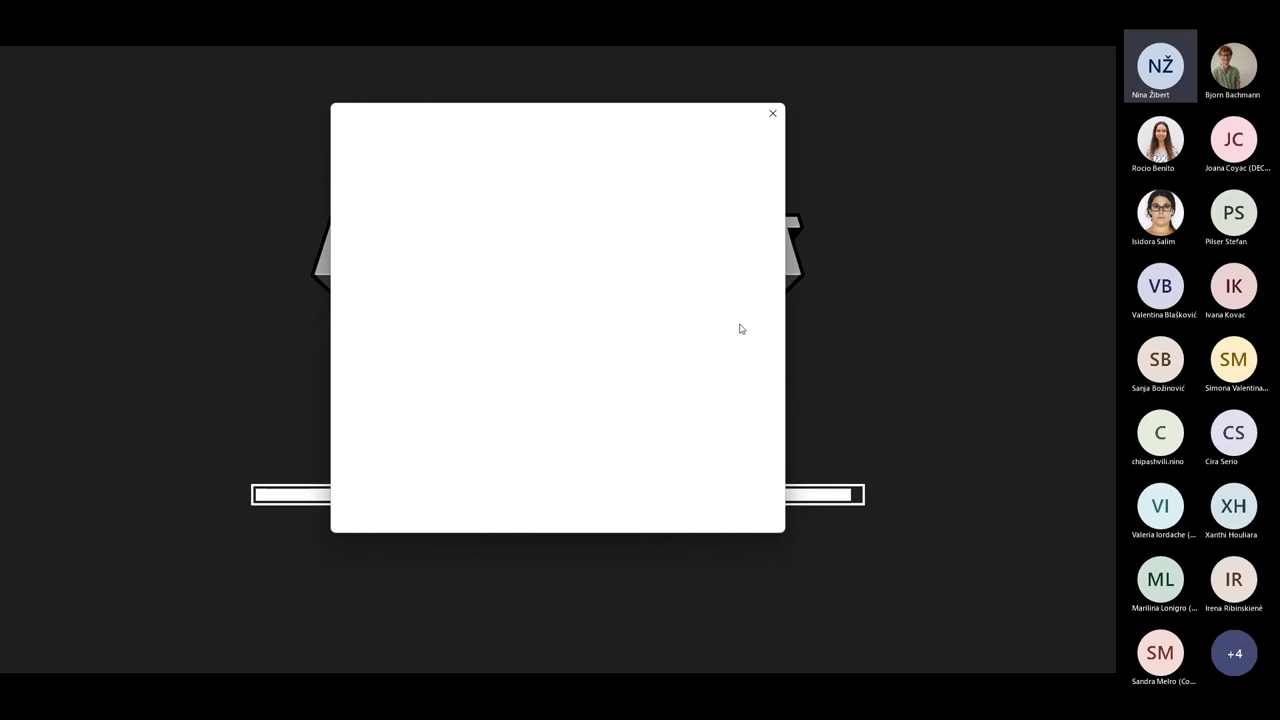 NŽ
Nina Žibert
Bjorn Bachmann
Rocio Benito
JC
Joana Coyac (DEC...
Isidora Salim
PS
Pilser Stefan
VB
Valentina Blašković
IK
Ivana Kovac
SB
Sanja Božinović
SM
Simona Valentina...
C
chipashvili.nino
CS
Cira Serio
VI
Valeria Iordache (...
XH
Xanthi Houliara
ML
Marilina Lonigro (...
IR
Irena Ribinskienė
SM
Sandra Melro (Co...
+4